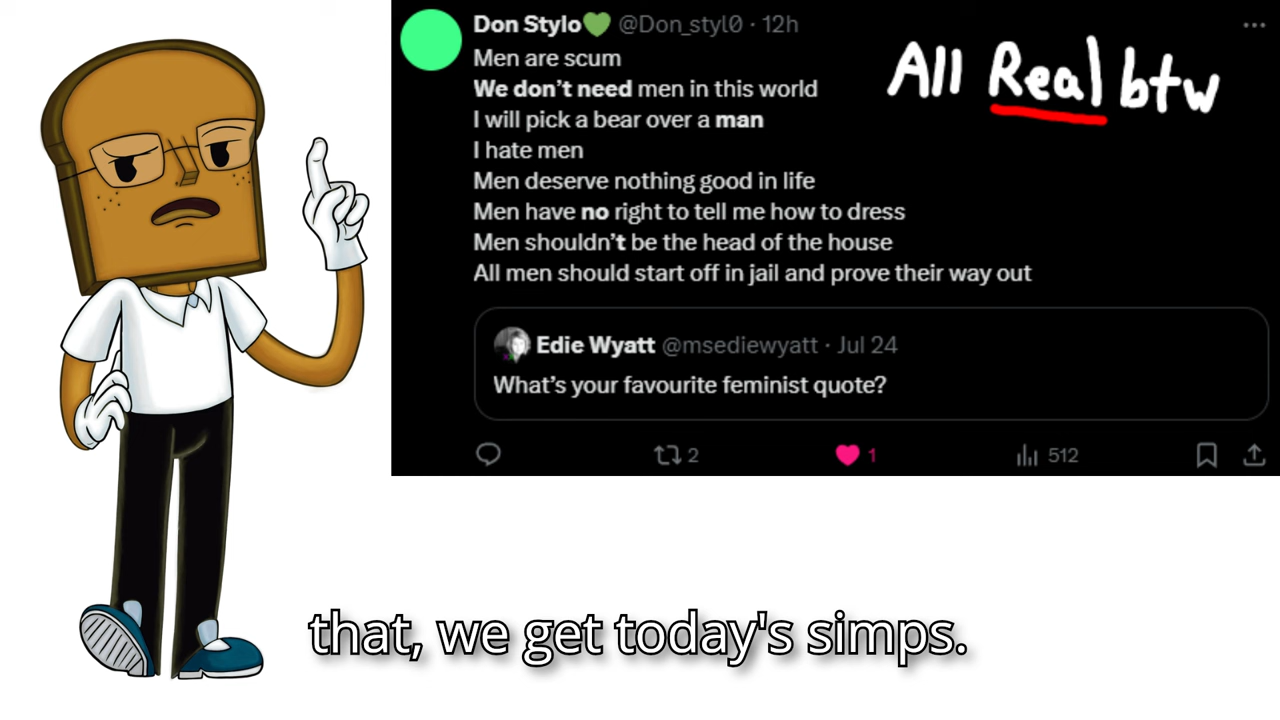 Don Stylo💚 @Don_styl0 · 12h
All Real btw
Men are scum
We don't need men in this world
I will pick a bear over a man
I hate men
Men deserve nothing good in life
Men have no right to tell me how to dress
Men shouldn't be the head of the house
All men should start off in jail and prove their way out
Edie Wyatt @msediewyatt · Jul 24
What's your favourite feminist quote?
2 1 512
that, we get today's simps.